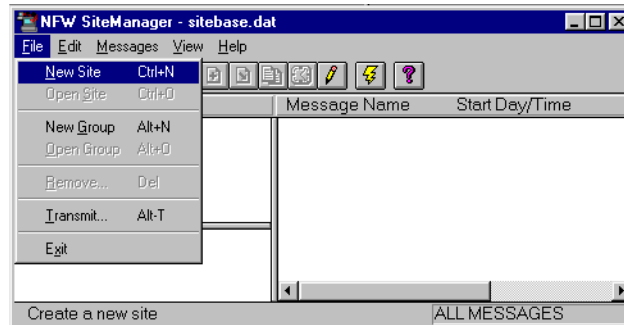 NFW SiteManager - sitebase.dat
File Edit Messages View Help
New Site Ctrl+N
Open Site Ctrl+O
Message Name Start Day/Time
New Group Alt+N
Open Group Alt+O
Remove... Del
Transmit... Alt-T
Exit
Create a new site ALL MESSAGES